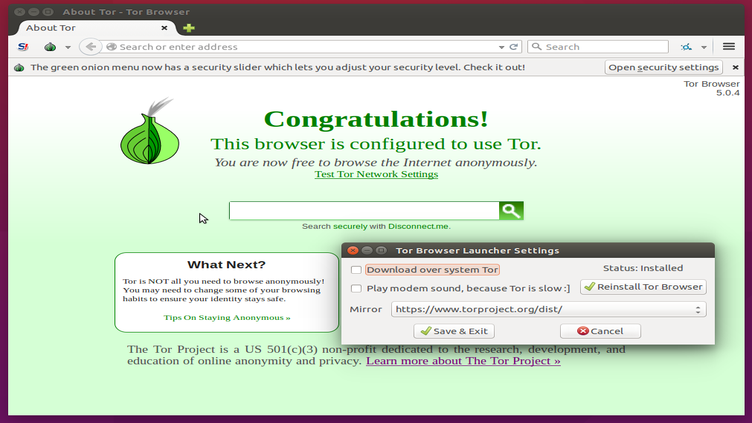 About Tor - Tor Browser
About Tor
Search or enter address
Search
The green onion menu now has a security slider which lets you adjust your security level. Check it out!
Open security settings
Tor Browser
5.0.4
Congratulations!
This browser is configured to use Tor.
You are now free to browse the Internet anonymously.
Test Tor Network Settings
Search securely with Disconnect.me.
What Next?
Tor is NOT all you need to browse anonymously!
You may need to change some of your browsing
habits to ensure your identity stays safe.
Tips On Staying Anonymous »
Tor Browser Launcher Settings
Download over system Tor
Status: Installed
Play modem sound, because Tor is slow :]
Reinstall Tor Browser
Mirror
https://www.torproject.org/dist/
Save & Exit
Cancel
The Tor Project is a US 501(c)(3) non-profit dedicated to the research, development, and
education of online anonymity and privacy. Learn more about The Tor Project »